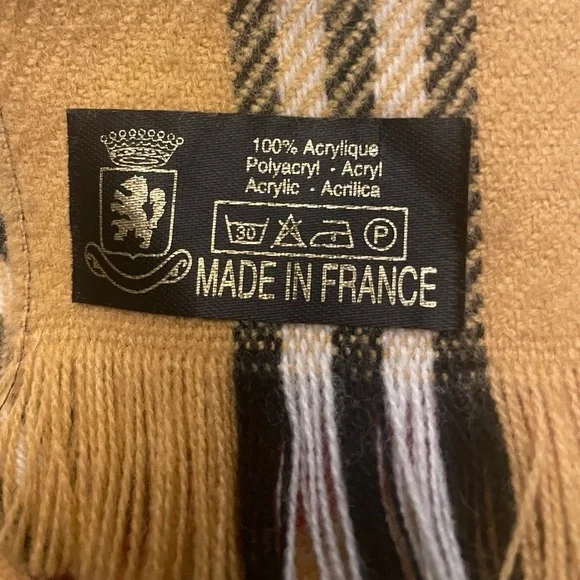 100% Acrylique
Polyacryl - Acryl
Acrylic - Acrilica
30 P
MADE IN FRANCE